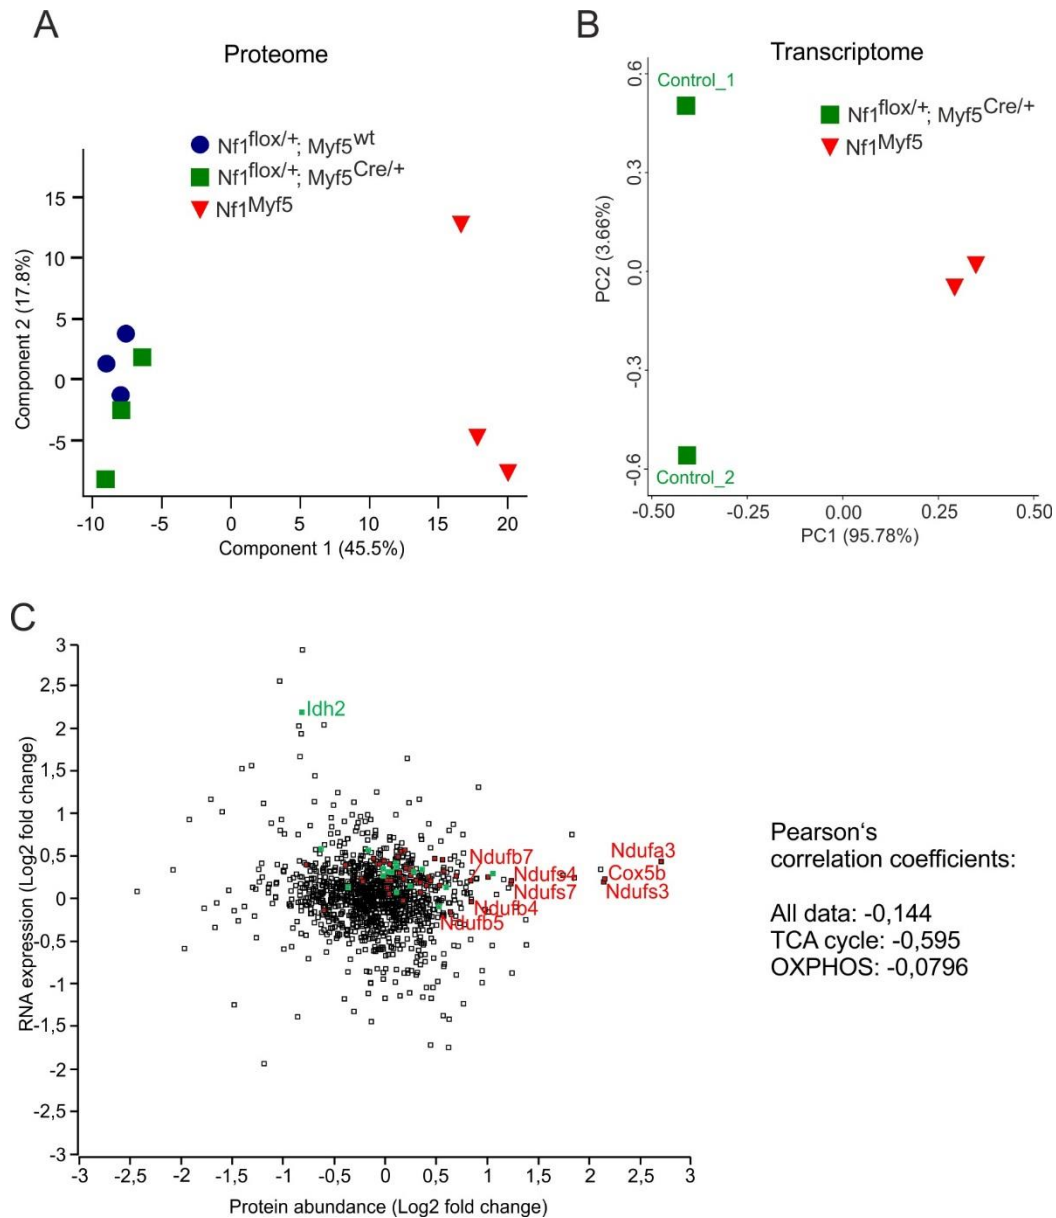 A
Proteome
Nf1flox/+; Myf5wt
Nf1flox/+; Myf5Cre/+
Nf1Myf5
Component 2 (17.8%)
15
10
5
0
-5
-10
-5
0
5
10
15
20
Component 1 (45.5%)
B
Transcriptome
Control_1
Nf1flox/+; Myf5Cre/+
Nf1Myf5
PC2 (3.66%)
0.6
0.3
0.0
-0.3
-0.6
Control_2
-0.50
-0.25
0.00
0.25
0.50
PC1 (95.78%)
C
RNA expression (Log2 fold change)
3
2,5
2
1,5
1
0,5
0
-0,5
-1
-1,5
-2
-2,5
-3
Idh2
Ndufb7
Ndufs4
Ndufs7
Ndufb4
Ndufb5
Ndufa3
Cox5b
Ndufs3
-3
-2,5
-2
-1,5
-1
-0,5
0
0,5
1
1,5
2
2,5
3
Protein abundance (Log2 fold change)
Pearson‘s
correlation coefficients:
All data: -0,144
TCA cycle: -0,595
OXPHOS: -0,0796